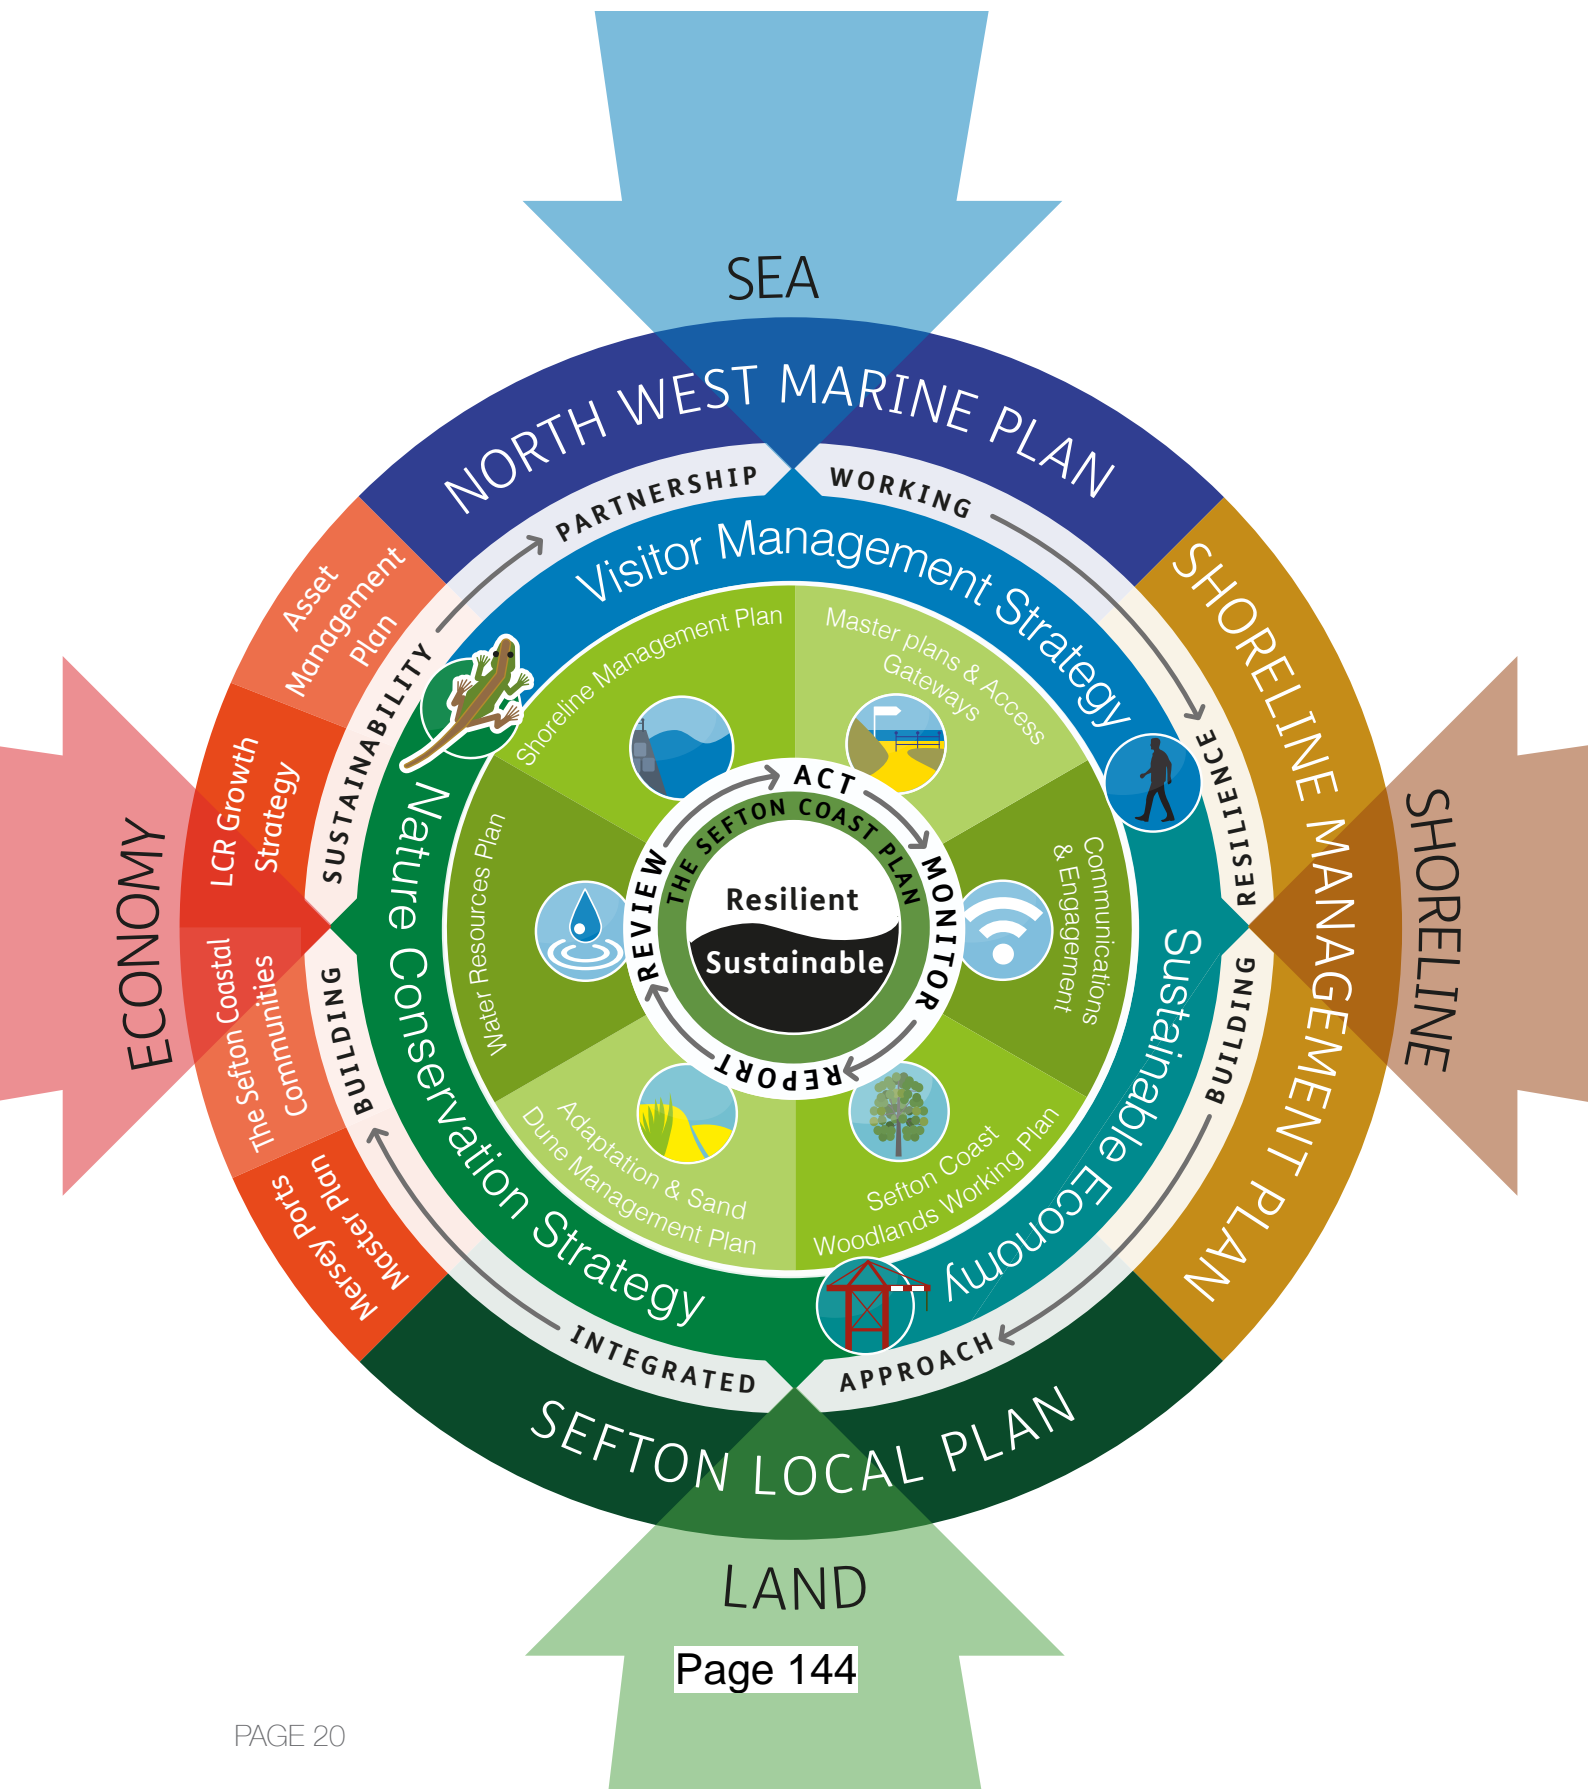 SEA
NORTH WEST MARINE PLAN
PARTNERSHIP
WORKING
Visitor Management Strategy
Asset
Management
Plan
LCR Growth
Strategy
The Sefton Coastal
Communities
Mersey Ports
Master Plan
ECONOMY
SUSTAINABILITY
BUILDING
Nature Conservation Strategy
Shoreline Management Plan
Master plans & Access
Gateways
Water Resources Plan
Communications
& Engagement
Adaptation & Sand
Dune Management Plan
Sefton Coast
Woodlands Working Plan
ACT
MONITOR
REPORT
REVIEW
THE SEFTON COAST PLAN
Resilient
Sustainable
RESILIENCE
BUILDING
Sustainable Economy
SHORELINE MANAGEMENT PLAN
SHORELINE
INTEGRATED
APPROACH
SEFTON LOCAL PLAN
LAND
Page 144
PAGE 20